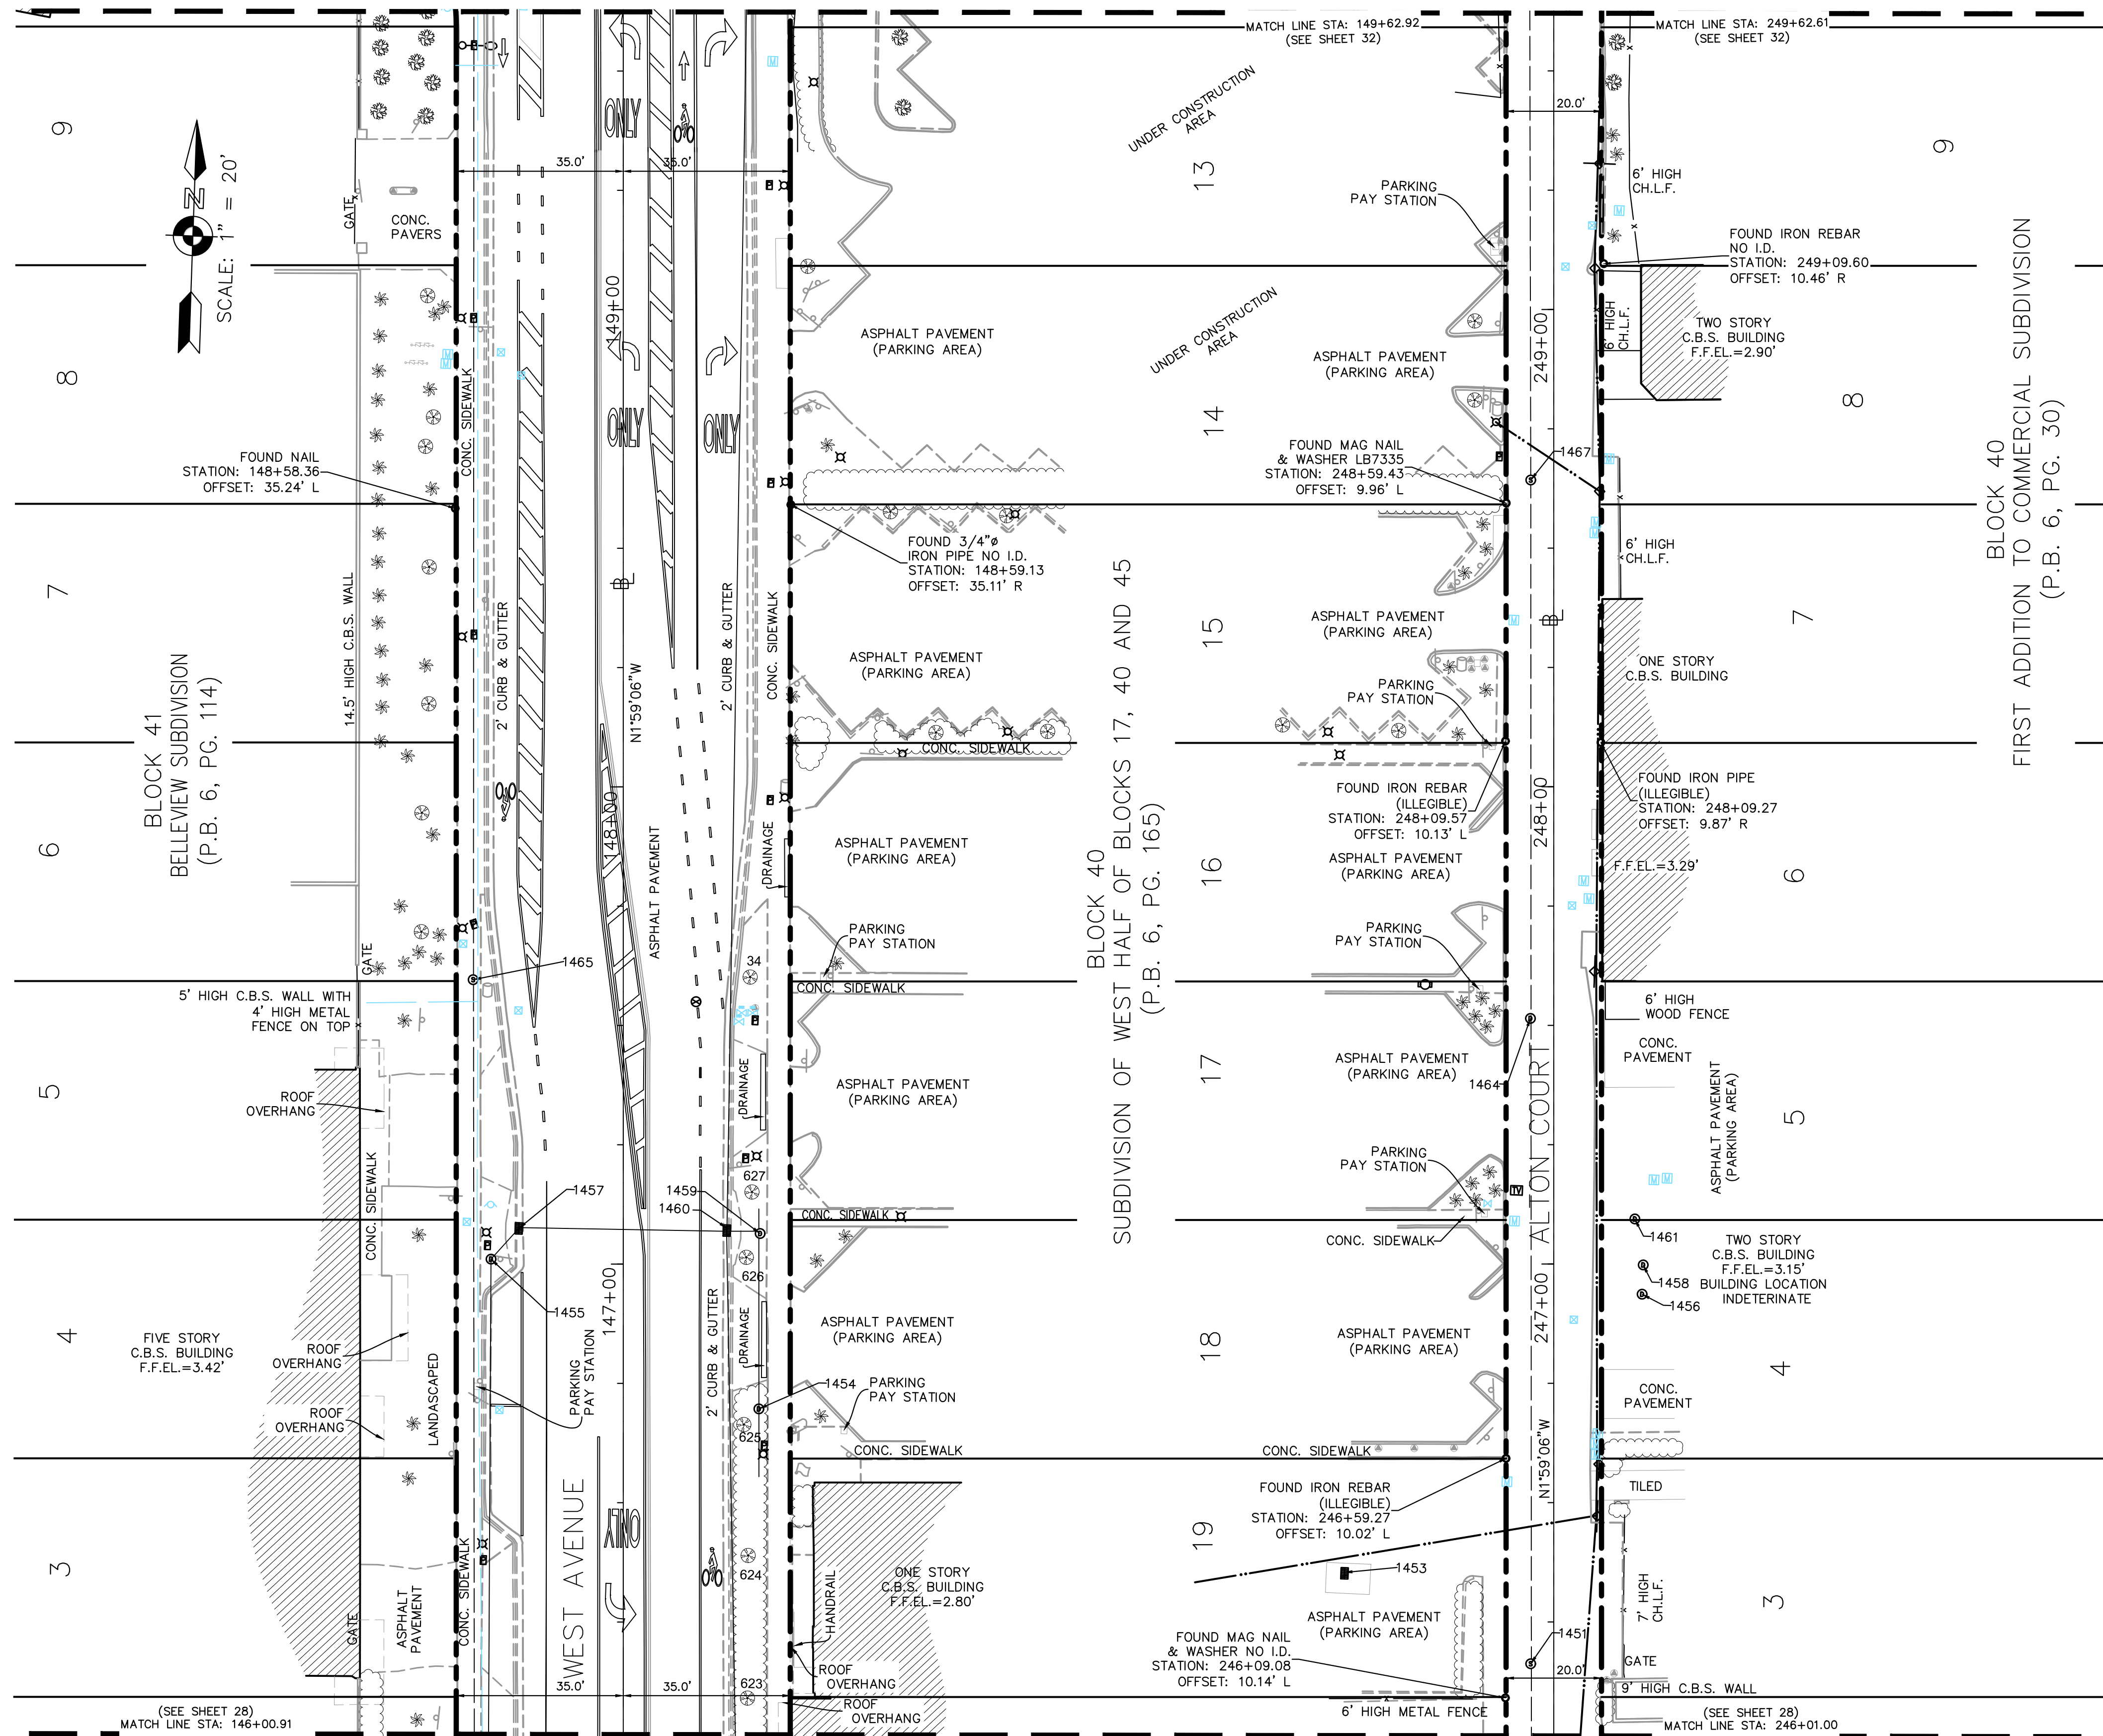 MATCH LINE STA: 149+62.92
(SEE SHEET 32)
MATCH LINE STA: 249+62.61
(SEE SHEET 32)
9
SCALE: 1" = 20'
N
GATE
CONC.
PAVERS
35.0'
35.0'
ONLY
UNDER CONSTRUCTION
AREA
13
PARKING
PAY STATION
20.0'
6' HIGH
CH.L.F.
9
FOUND IRON REBAR
NO I.D.
STATION: 249+09.60
OFFSET: 10.46' R
8
CONC. SIDEWALK
149+00
ONLY
ONLY
ASPHALT PAVEMENT
(PARKING AREA)
UNDER CONSTRUCTION
AREA
14
ASPHALT PAVEMENT
(PARKING AREA)
249+00
6' HIGH
CH.L.F.
TWO STORY
C.B.S. BUILDING
F.F.EL.=2.90'
8
FOUND NAIL
STATION: 148+58.36
OFFSET: 35.24' L
FOUND MAG NAIL
& WASHER LB7335
STATION: 248+59.43
OFFSET: 9.96' L
1467
BLOCK 40
FIRST ADDITION TO COMMERCIAL SUBDIVISION
(P.B. 6, PG. 30)
7
14.5' HIGH C.B.S. WALL
2' CURB & GUTTER
BL
N1°59'06"W
2' CURB & GUTTER
CONC. SIDEWALK
FOUND 3/4"ø
IRON PIPE NO I.D.
STATION: 148+59.13
OFFSET: 35.11' R
ASPHALT PAVEMENT
(PARKING AREA)
15
ASPHALT PAVEMENT
(PARKING AREA)
BL
6' HIGH
CH.L.F.
ONE STORY
C.B.S. BUILDING
7
PARKING
PAY STATION
BLOCK 41
BELLEVIEW SUBDIVISION
(P.B. 6, PG. 114)
CONC. SIDEWALK
6
148+00
ASPHALT PAVEMENT
DRAINAGE
ASPHALT PAVEMENT
(PARKING AREA)
BLOCK 40
SUBDIVISION OF WEST HALF OF BLOCKS 17, 40 AND 45
(P.B. 6, PG. 165)
16
FOUND IRON REBAR
(ILLEGIBLE)
STATION: 248+09.57
OFFSET: 10.13' L
ASPHALT PAVEMENT
(PARKING AREA)
248+00
FOUND IRON PIPE
(ILLEGIBLE)
STATION: 248+09.27
OFFSET: 9.87' R
F.F.EL.=3.29'
6
GATE
1465
34
PARKING
PAY STATION
CONC. SIDEWALK
PARKING
PAY STATION
5' HIGH C.B.S. WALL WITH
4' HIGH METAL
FENCE ON TOP
6' HIGH
WOOD FENCE
CONC.
PAVEMENT
5
ROOF
OVERHANG
CONC. SIDEWALK
DRAINAGE
ASPHALT PAVEMENT
(PARKING AREA)
17
ASPHALT PAVEMENT
(PARKING AREA)
1464
ALTON COURT
ASPHALT PAVEMENT
(PARKING AREA)
5
PARKING
PAY STATION
TV
1457
1459
1460
627
CONC. SIDEWALK
CONC. SIDEWALK
1461
TWO STORY
C.B.S. BUILDING
F.F.EL.=3.15'
BUILDING LOCATION
INDETERINATE
1458
1456
1455
147+00
626
2' CURB & GUTTER
DRAINAGE
ASPHALT PAVEMENT
(PARKING AREA)
18
ASPHALT PAVEMENT
(PARKING AREA)
247+00
4
FIVE STORY
C.B.S. BUILDING
F.F.EL.=3.42'
ROOF
OVERHANG
ROOF
OVERHANG
LANDASCAPED
PARKING
PAY STATION
1454
PARKING
PAY STATION
625
CONC. SIDEWALK
CONC. SIDEWALK
CONC.
PAVEMENT
4
N1°59'06"W
TILED
FOUND IRON REBAR
(ILLEGIBLE)
STATION: 246+59.27
OFFSET: 10.02' L
19
1453
3
GATE
ASPHALT
PAVEMENT
CONC. SIDEWALK
WEST AVENUE
ONLY
624
HANDRAIL
ONE STORY
C.B.S. BUILDING
F.F.EL.=2.80'
ASPHALT PAVEMENT
(PARKING AREA)
1451
7' HIGH
CH.L.F.
3
FOUND MAG NAIL
& WASHER NO I.D.
STATION: 246+09.08
OFFSET: 10.14' L
ROOF
OVERHANG
ROOF
OVERHANG
35.0'
35.0'
623
20.0'
GATE
9' HIGH C.B.S. WALL
6' HIGH METAL FENCE
(SEE SHEET 28)
MATCH LINE STA: 146+00.91
(SEE SHEET 28)
MATCH LINE STA: 246+01.00